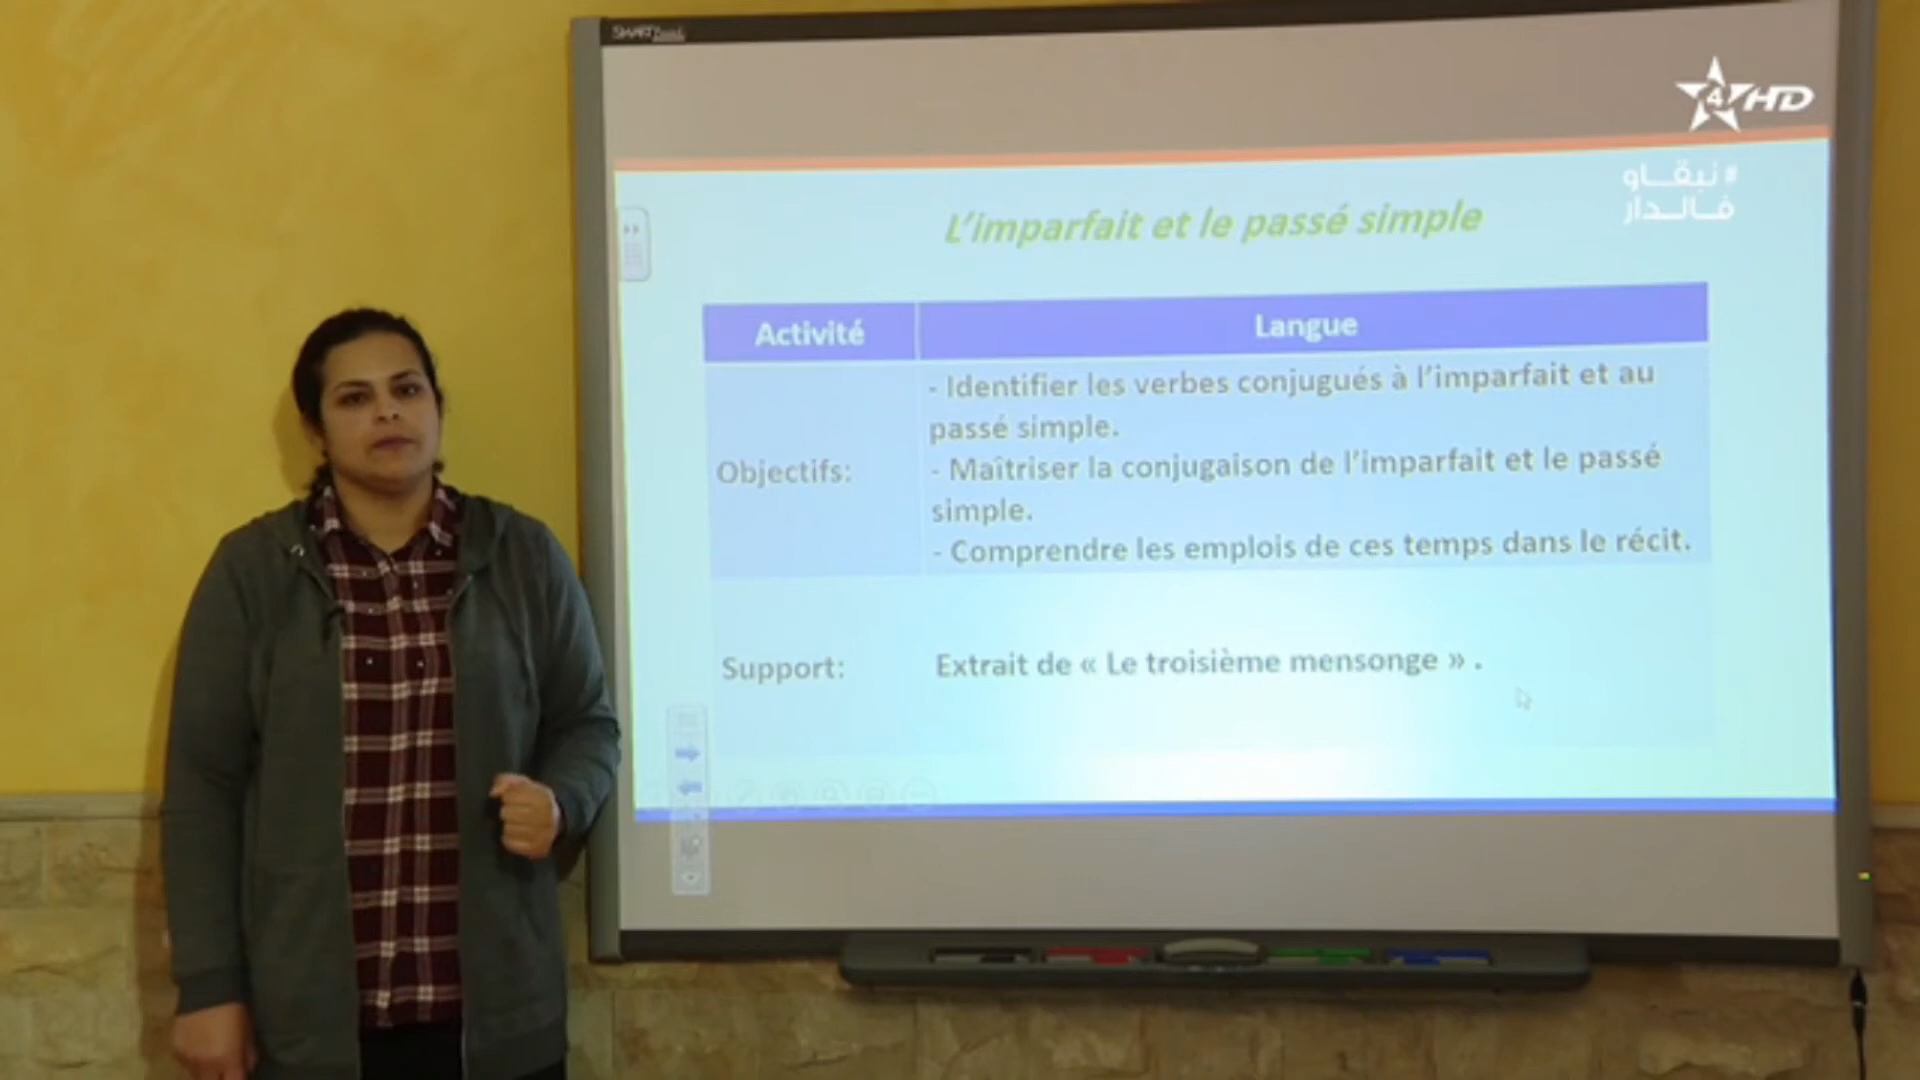 SMART Board
4 HD
#نبقاو
فالدار
L'imparfait et le passé simple
Activité
Langue
Objectifs:
- Identifier les verbes conjugués à l'imparfait et au
passé simple.
- Maîtriser la conjugaison de l'imparfait et le passé
simple.
- Comprendre les emplois de ces temps dans le récit.
Support:
Extrait de « Le troisième mensonge » .